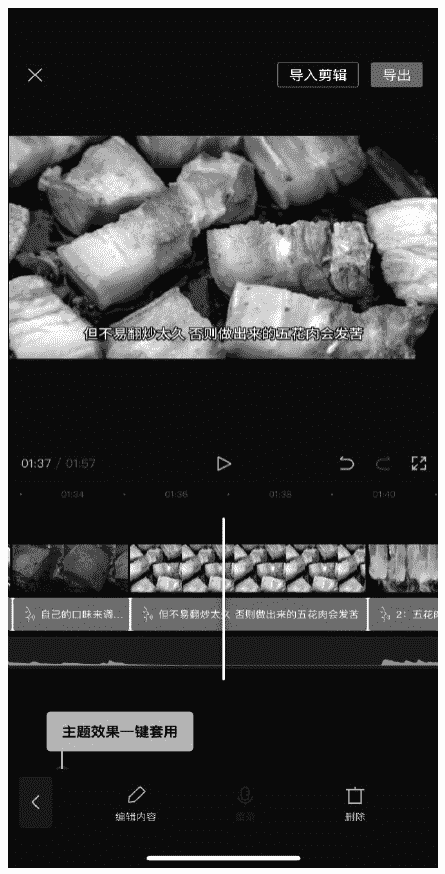 导入剪辑
导出
但不易翻炒太久 否则做出来的五花肉会发苦
01:37 / 01:57
01:34
01:36
01:38
01:40
自己的口味来调...
但不易翻炒太久 否则做出来的五花肉会发苦
2: 五花肉
主题效果一键套用
编辑内容
删除